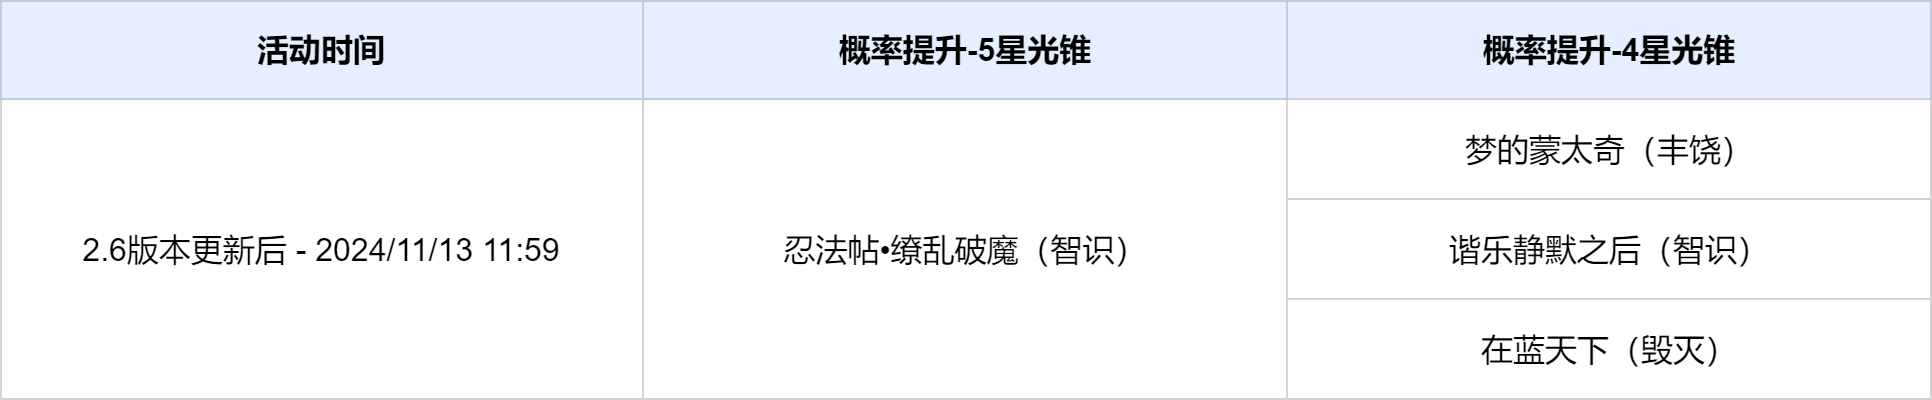 活动时间
概率提升-5星光锥
概率提升-4星光锥
2.6版本更新后 - 2024/11/13 11:59
忍法帖•缭乱破魔（智识）
梦的蒙太奇（丰饶）
谐乐静默之后（智识）
在蓝天下（毁灭）